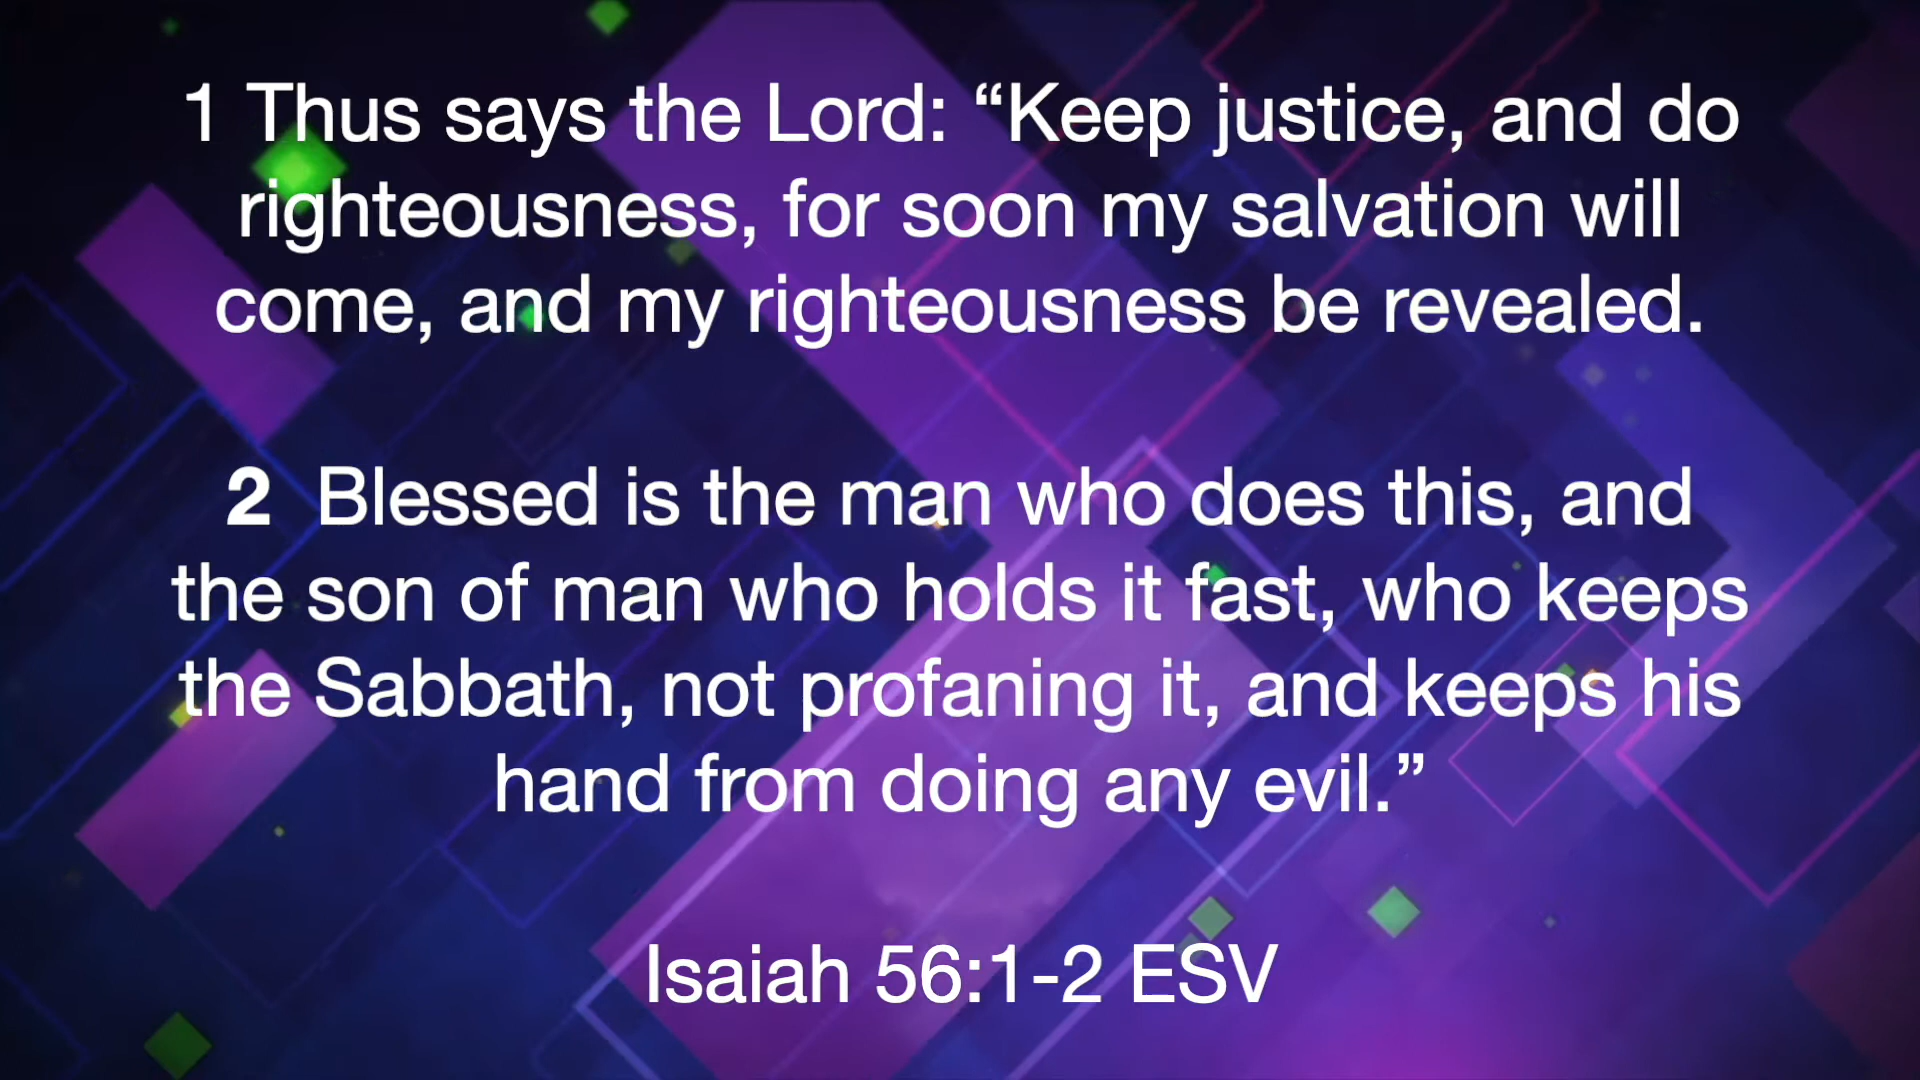 1 Thus says the Lord: “Keep justice, and do
righteousness, for soon my salvation will
come, and my righteousness be revealed.
2  Blessed is the man who does this, and
the son of man who holds it fast, who keeps
the Sabbath, not profaning it, and keeps his
hand from doing any evil.”
Isaiah 56:1-2 ESV